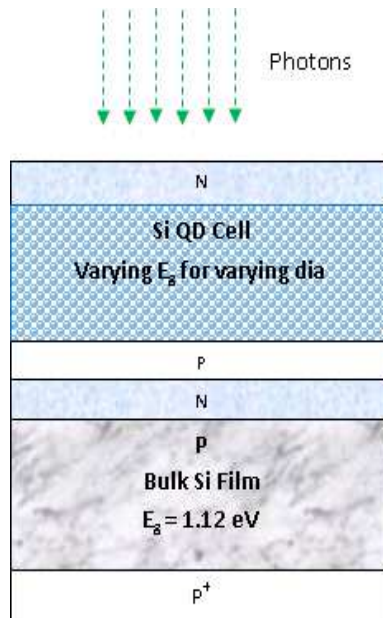 Photons
N
Si QD Cell
Varying Eg for varying dia
P
N
p
Bulk Si Film
Eg = 1.12 eV
P+